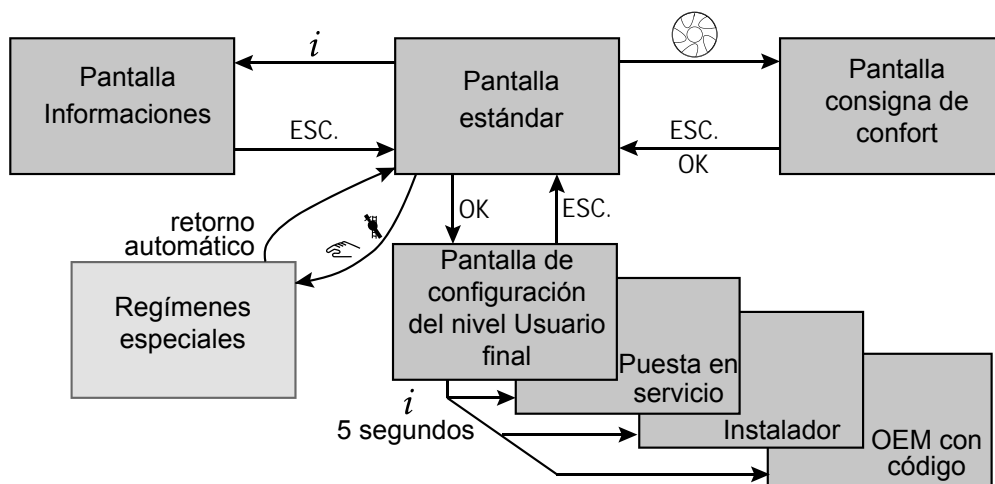 Pantalla
Informaciones
i
ESC.
Pantalla
estándar
ESC.
OK
Pantalla
consigna de
confort
retorno
automático
OK
ESC.
Regímenes
especiales
Pantalla de
configuración
del nivel Usuario
final
i
5 segundos
Puesta en
servicio
Instalador
OEM con
código